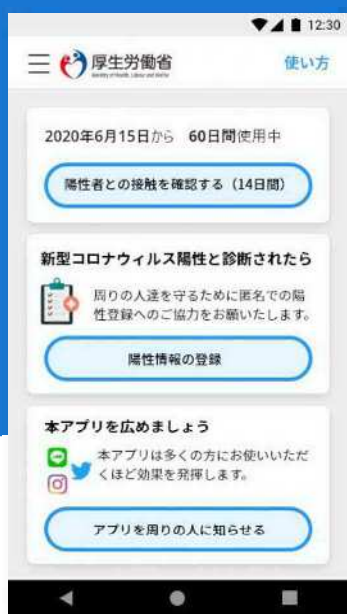 12:30
厚生労働省
Ministry of Health, Labour and Welfare
使い方
2020年6月15日から 60日間使用中
陽性者との接触を確認する（14日間）
新型コロナウィルス陽性と診断されたら
周りの人達を守るために匿名での陽
性登録へのご協力をお願いいたします。
陽性情報の登録
本アプリを広めましょう
本アプリは多くの方にお使いいただ
くほど効果を発揮します。
アプリを周りの人に知らせる